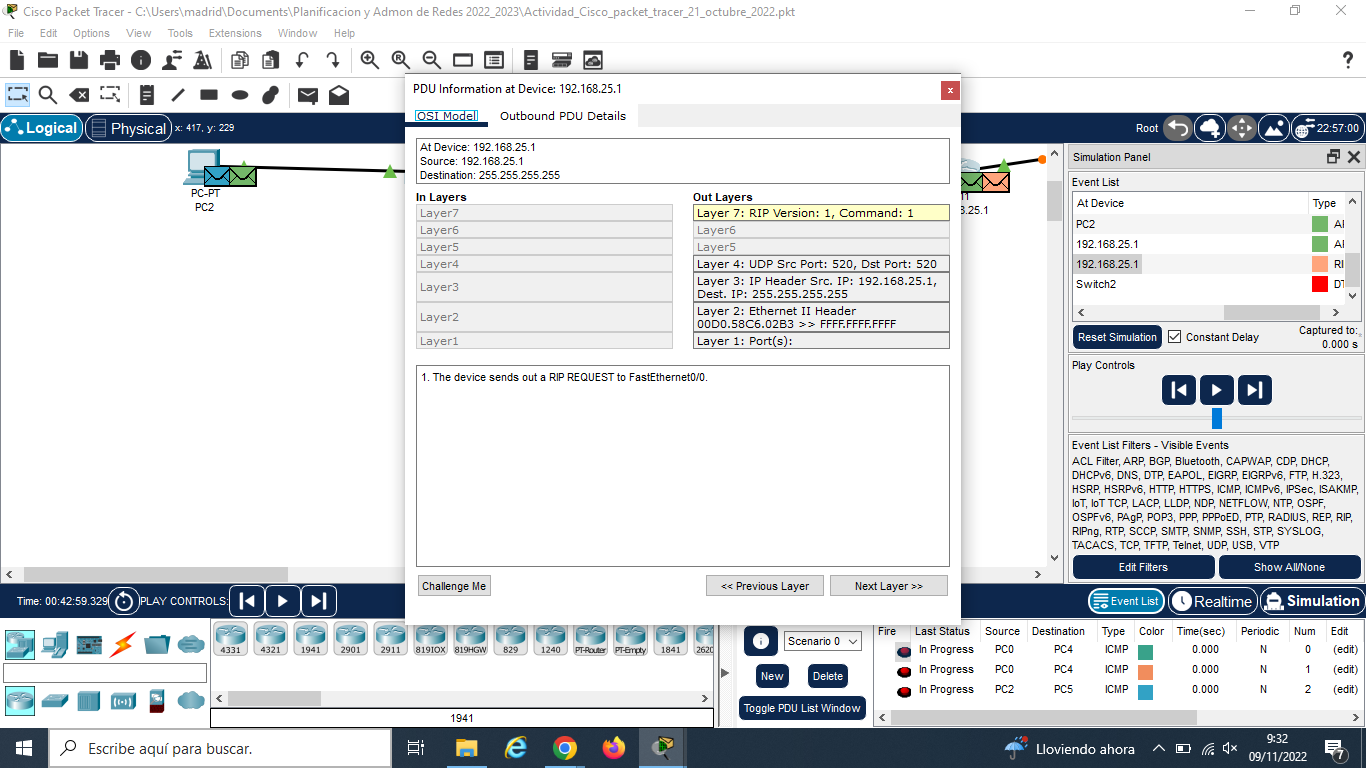 Cisco Packet Tracer - C:\Users\madrid\Documents\Planificacion y Admon de Redes 2022_2023\Actividad_Cisco_packet_tracer_21_octubre_2022.pkt
File Edit Options View Tools Extensions Window Help
Logical Physical x: 417, y: 229
Root 22:57:00
PC-PT
PC2
3.25.1
PDU Information at Device: 192.168.25.1
x
OSI Model Outbound PDU Details
At Device: 192.168.25.1
Source: 192.168.25.1
Destination: 255.255.255.255
In Layers
Layer7
Layer6
Layer5
Layer4
Layer3
Layer2
Layer1
Out Layers
Layer 7: RIP Version: 1, Command: 1
Layer6
Layer5
Layer 4: UDP Src Port: 520, Dst Port: 520
Layer 3: IP Header Src. IP: 192.168.25.1,
Dest. IP: 255.255.255.255
Layer 2: Ethernet II Header
00D0.58C6.02B3 >> FFFF.FFFF.FFFF
Layer 1: Port(s):
1. The device sends out a RIP REQUEST to FastEthernet0/0.
Challenge Me << Previous Layer Next Layer >>
Simulation Panel
Event List
At Device Type
PC2 AI
192.168.25.1 AI
192.168.25.1 RI
Switch2 DT
Reset Simulation Constant Delay Captured to:
0.000 s
Play Controls
Event List Filters - Visible Events
ACL Filter, ARP, BGP, Bluetooth, CAPWAP, CDP, DHCP,
DHCPv6, DNS, DTP, EAPOL, EIGRP, EIGRPv6, FTP, H.323,
HSRP, HSRPv6, HTTP, HTTPS, ICMP, ICMPv6, IPSec, ISAKMP,
IoT, IoT TCP, LACP, LLDP, NDP, NETFLOW, NTP, OSPF,
OSPFv6, PAgP, POP3, PPP, PPPoED, PTP, RADIUS, REP, RIP,
RIPng, RTP, SCCP, SMTP, SNMP, SSH, STP, SYSLOG,
TACACS, TCP, TFTP, Telnet, UDP, USB, VTP
Edit Filters Show All/None
Time: 00:42:59.329 PLAY CONTROLS:
Event List Realtime Simulation
4331 4321 1941 2901 2911 819IOX 819HGW 829 1240 PT-Router PT-Empty 1841 2620
1941
Scenario 0
New Delete
Toggle PDU List Window
Fire Last Status Source Destination Type Color Time(sec) Periodic Num Edit
In Progress PC0 PC4 ICMP 0.000 N 0 (edit)
In Progress PC0 PC4 ICMP 0.000 N 1 (edit)
In Progress PC2 PC5 ICMP 0.000 N 2 (edit)
Escribe aquí para buscar.
Lloviendo ahora
9:32
09/11/2022
7